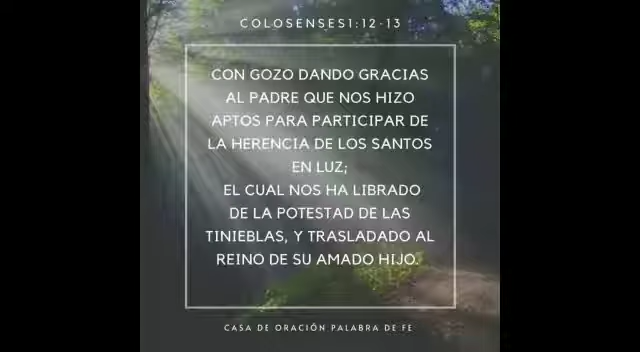 COLOSENSES1:12-13
CON GOZO DANDO GRACIAS
AL PADRE QUE NOS HIZO
APTOS PARA PARTICIPAR DE
LA HERENCIA DE LOS SANTOS
EN LUZ;
EL CUAL NOS HA LIBRADO
DE LA POTESTAD DE LAS
TINIEBLAS, Y TRASLADADO AL
REINO DE SU AMADO HIJO.
CASA DE ORACIÓN PALABRA DE FE